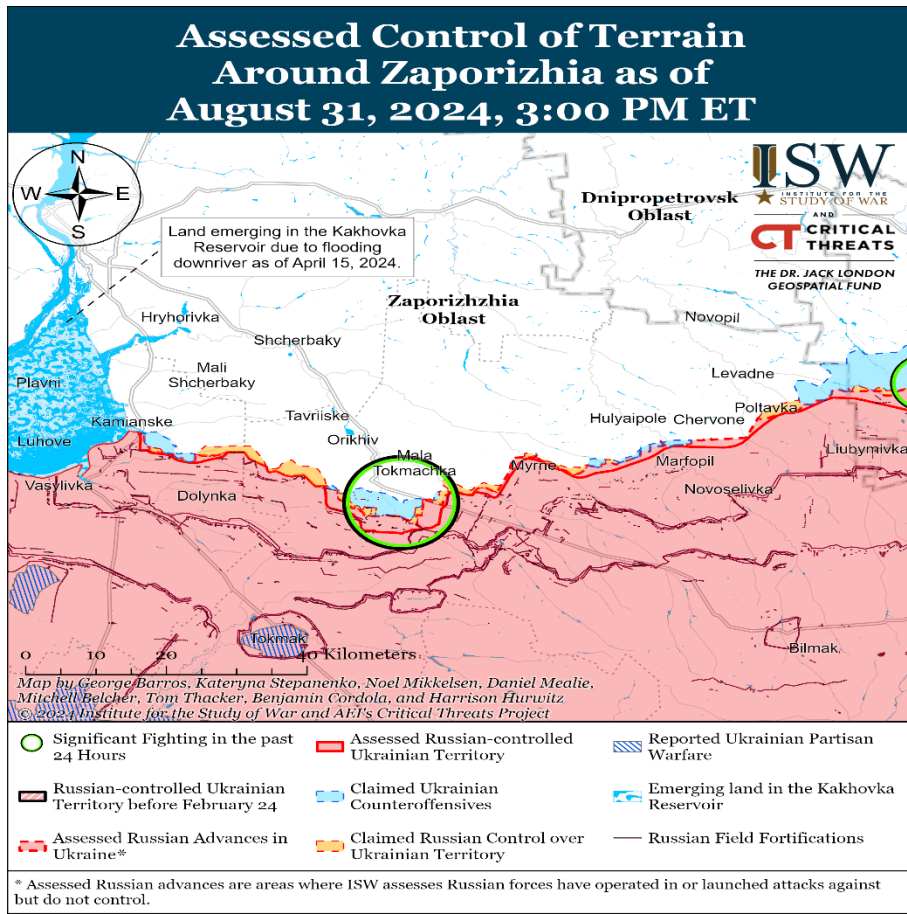 Assessed Control of Terrain
Around Zaporizhia as of
August 31, 2024, 3:00 PM ET
N
W E
S
ISW
INSTITUTE FOR THE
STUDY OF WAR
AND
CT CRITICAL
THREATS
THE DR. JACK LONDON
GEOSPATIAL FUND
Dnipropetrovsk
Oblast
Land emerging in the Kakhovka
Reservoir due to flooding
downriver as of April 15, 2024.
Zaporizhzhia
Oblast
Hryhorivka
Novopil
Shcherbaky
Mali
Shcherbaky
Levadne
Plavni
Tavriiske
Poltavka
Kamianske
Hulyaipole
Chervone
Luhove
Orikhiv
Mala
Tokmachka
Myrne
Marfopil
Liubymivka
Vasylivka
Dolynka
Novoselivka
Tokmak
Bilmak
0 10 20 40 Kilometers
Map by George Barros, Kateryna Stepanenko, Noel Mikkelsen, Daniel Mealie,
Mitchell Belcher, Tom Thacker, Benjamin Cordola, and Harrison Hurwitz
© 2024 Institute for the Study of War and AEI's Critical Threats Project
Significant Fighting in the past
24 Hours
Assessed Russian-controlled
Ukrainian Territory
Reported Ukrainian Partisan
Warfare
Russian-controlled Ukrainian
Territory before February 24
Claimed Ukrainian
Counteroffensives
Emerging land in the Kakhovka
Reservoir
Assessed Russian Advances in
Ukraine*
Claimed Russian Control over
Ukrainian Territory
Russian Field Fortifications
* Assessed Russian advances are areas where ISW assesses Russian forces have operated in or launched attacks against
but do not control.